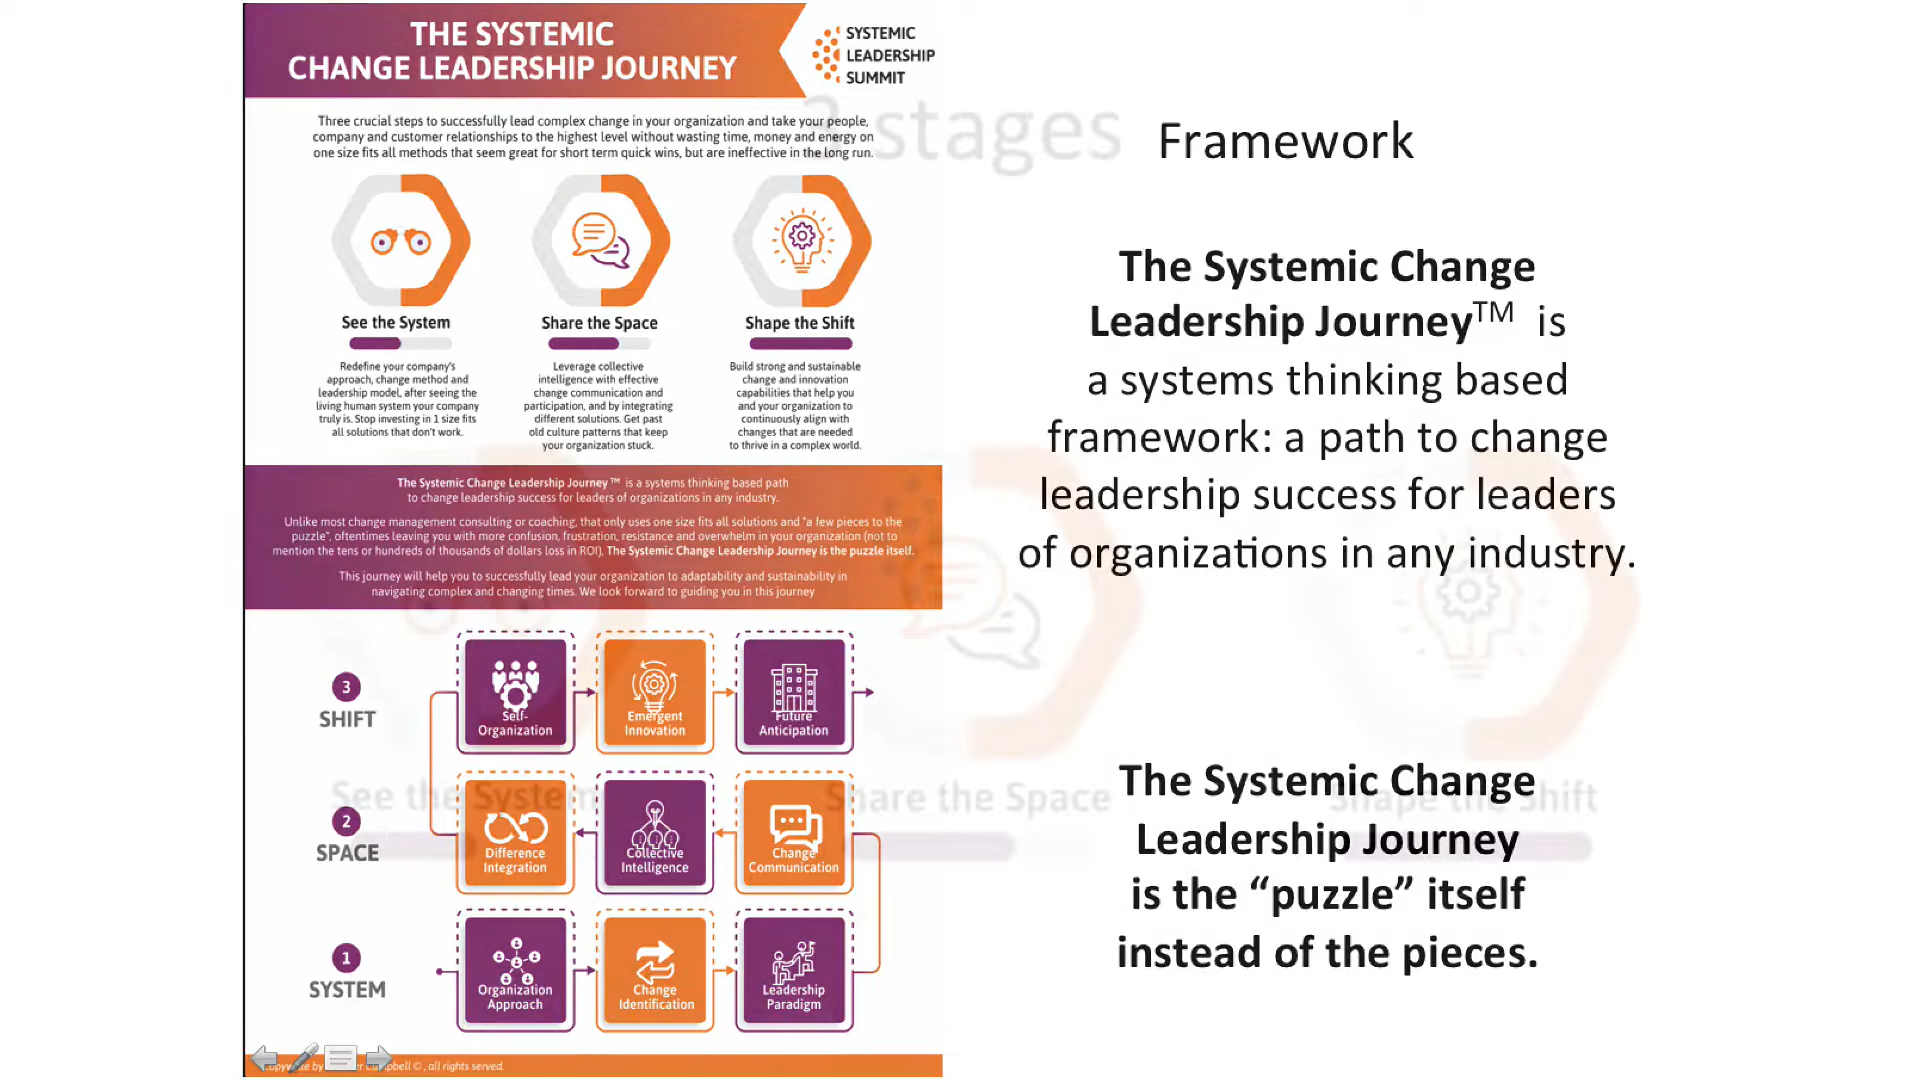 THE SYSTEMIC
CHANGE LEADERSHIP JOURNEY
SYSTEMIC
LEADERSHIP
SUMMIT
Three crucial steps to successfully lead complex change in your organization and take your people,
company and customer relationships to the highest level without wasting time, money and energy on
one size fits all methods that seem great for short term quick wins, but are ineffective in the long run.
See the System
Redefine your company's
approach, change method and
leadership model, after seeing the
living human system your company
truly is. Stop investing in 1 size fits
all solutions that don't work.
Share the Space
Leverage collective
intelligence with effective
change communication and
participation, and by integrating
different solutions. Get past
old culture patterns that keep
your organization stuck.
Shape the Shift
Build strong and sustainable
change and innovation
capabilities that help you
and your organization to
continuously align with
changes that are needed
to thrive in a complex world.
The Systemic Change Leadership Journey ™ is a systems thinking based path
to change leadership success for leaders of organizations in any industry.
Unlike most change management consulting or coaching, that only uses one size fits all solutions and "a few pieces to the
puzzle", oftentimes leaving you with more confusion, frustration, resistance and overwhelm in your organization (not to
mention the tens or hundreds of thousands of dollars loss in ROI), The Systemic Change Leadership Journey is the puzzle itself.
This journey will help you to successfully lead your organization to adaptability and sustainability in
navigating complex and changing times. We look forward to guiding you in this journey
3
SHIFT
Self-
Organization
Emergent
Innovation
Future
Anticipation
2
SPACE
Difference
Integration
Collective
Intelligence
Change
Communication
1
SYSTEM
Organization
Approach
Change
Identification
Leadership
Paradigm
by
©, all rights served.
3 stages
See the System
Share the Space
Shape the Shift
Framework
The Systemic Change
Leadership Journey™ is
a systems thinking based
framework: a path to change
leadership success for leaders
of organizations in any industry.
The Systemic Change
Leadership Journey
is the “puzzle” itself
instead of the pieces.